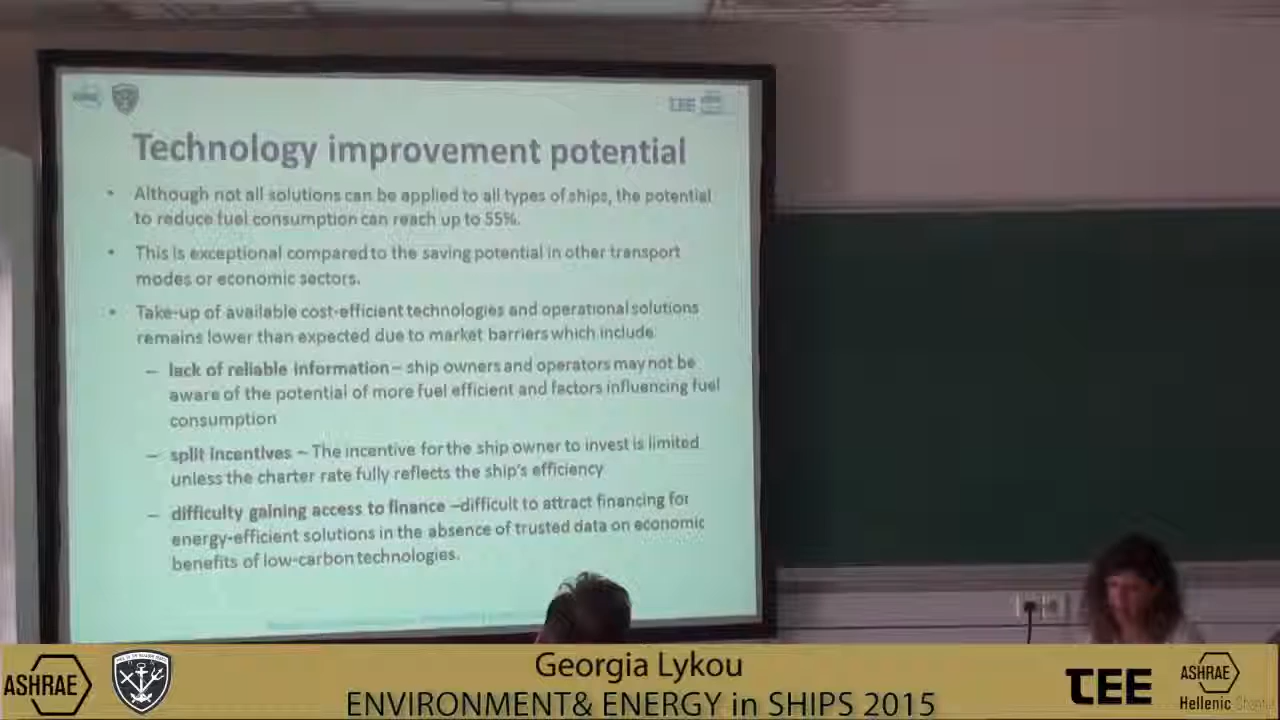 TEE
Technology improvement potential
• Although not all solutions can be applied to all types of ships, the potential
to reduce fuel consumption can reach up to 55%.
• This is exceptional compared to the saving potential in other transport
modes or economic sectors.
• Take-up of available cost-efficient technologies and operational solutions
remains lower than expected due to market barriers which include
– lack of reliable information – ship owners and operators may not be
aware of the potential of more fuel efficient and factors influencing fuel
consumption
– split incentives – The incentive for the ship owner to invest is limited
unless the charter rate fully reflects the ship's efficiency
– difficulty gaining access to finance –difficult to attract financing for
energy-efficient solutions in the absence of trusted data on economic
benefits of low-carbon technologies.
ASHRAE
Georgia Lykou
ENVIRONMENT& ENERGY in SHIPS 2015
TEE
ASHRAE
Hellenic Chapter